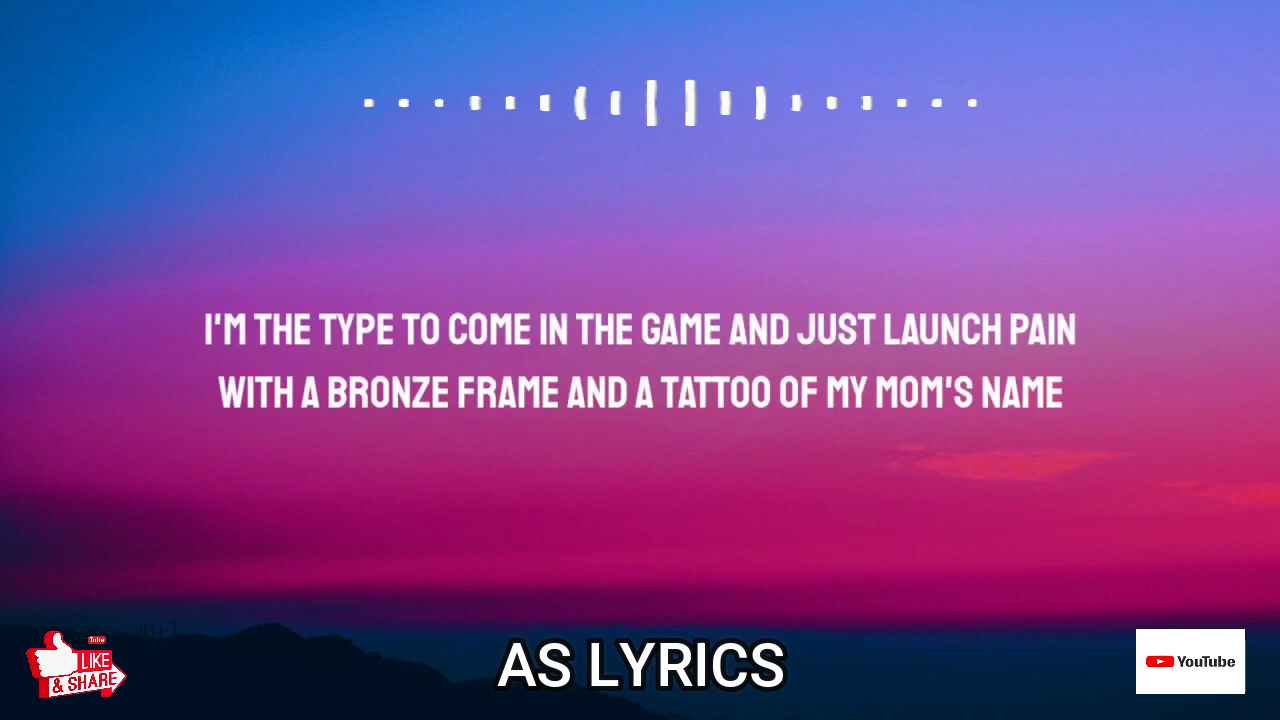 I'M THE TYPE TO COME IN THE GAME AND JUST LAUNCH PAIN
WITH A BRONZE FRAME AND A TATTOO OF MY MOM'S NAME
Tube
LIKE
& SHARE
AS LYRICS
YouTube